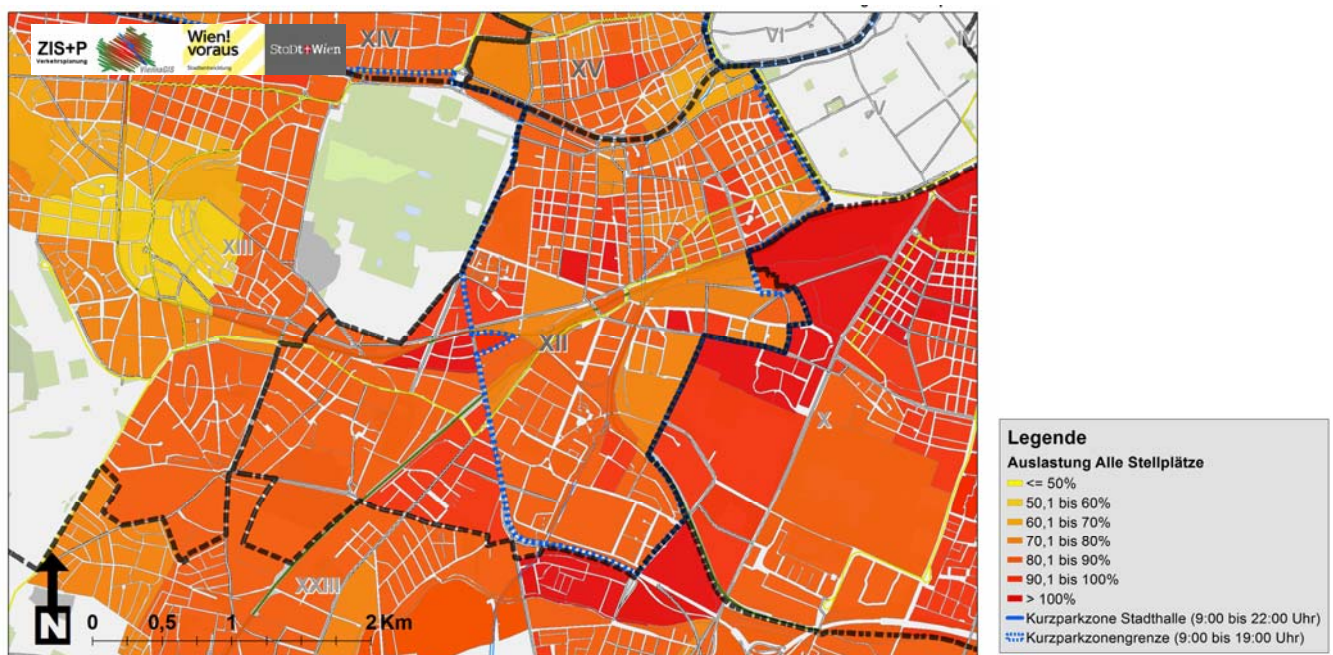 ZIS+P
Verkehrsplanung
ViennaGIS
Wien!
voraus
Stadtentwicklung
StaDt+Wien
XIV
XV
VI
IV
V
XIII
XII
X
XXIII
N
0 0,5 1 2 Km
Legende
Auslastung Alle Stellplätze
<= 50%
50,1 bis 60%
60,1 bis 70%
70,1 bis 80%
80,1 bis 90%
90,1 bis 100%
> 100%
Kurzparkzone Stadthalle (9:00 bis 22:00 Uhr)
Kurzparkzonengrenze (9:00 bis 19:00 Uhr)